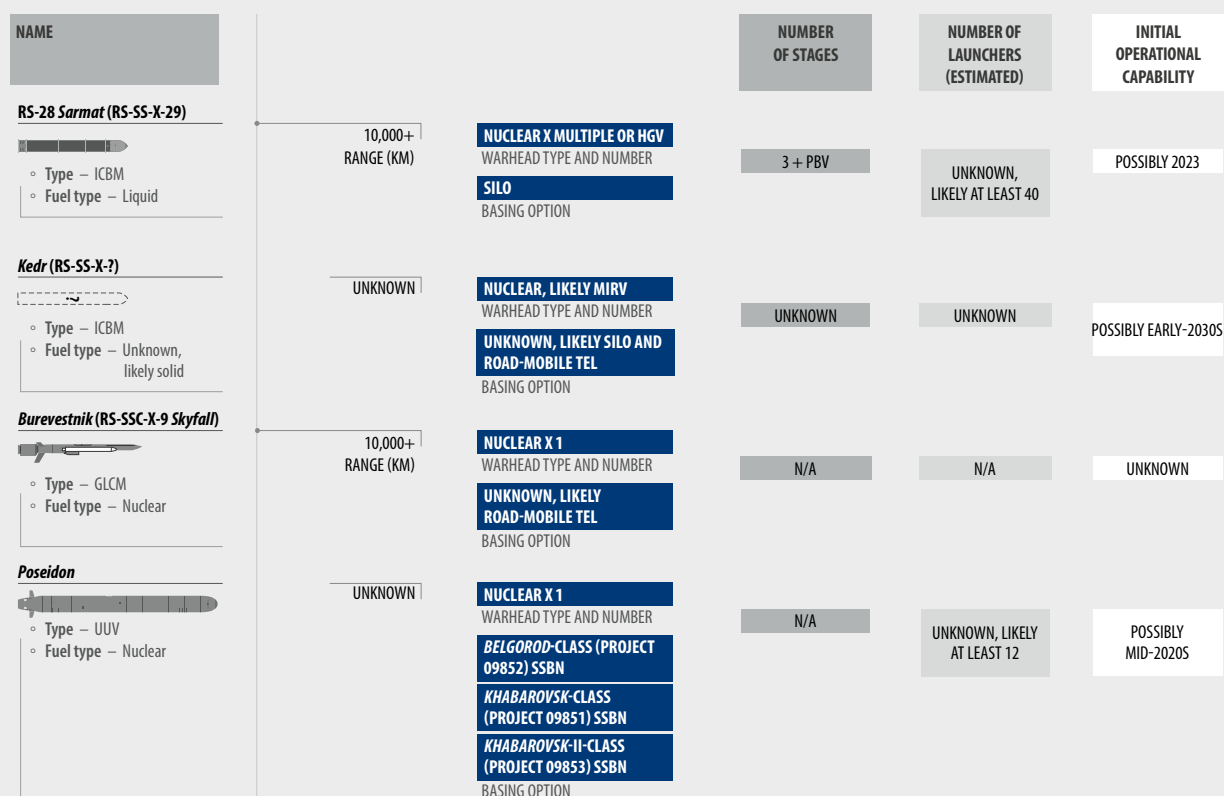 NAME
NUMBER
OF STAGES
NUMBER OF
LAUNCHERS
(ESTIMATED)
INITIAL
OPERATIONAL
CAPABILITY
RS-28 Sarmat (RS-SS-X-29)
◦ Type – ICBM
◦ Fuel type – Liquid
10,000+
RANGE (KM)
NUCLEAR X MULTIPLE OR HGV
WARHEAD TYPE AND NUMBER
SILO
BASING OPTION
3 + PBV
UNKNOWN,
LIKELY AT LEAST 40
POSSIBLY 2023
Kedr (RS-SS-X-?)
?
◦ Type – ICBM
◦ Fuel type – Unknown,
likely solid
UNKNOWN
NUCLEAR, LIKELY MIRV
WARHEAD TYPE AND NUMBER
UNKNOWN, LIKELY SILO AND
ROAD-MOBILE TEL
BASING OPTION
UNKNOWN
UNKNOWN
POSSIBLY EARLY-2030S
Burevestnik (RS-SSC-X-9 Skyfall)
◦ Type – GLCM
◦ Fuel type – Nuclear
10,000+
RANGE (KM)
NUCLEAR X 1
WARHEAD TYPE AND NUMBER
UNKNOWN, LIKELY
ROAD-MOBILE TEL
BASING OPTION
N/A
N/A
UNKNOWN
Poseidon
◦ Type – UUV
◦ Fuel type – Nuclear
UNKNOWN
NUCLEAR X 1
WARHEAD TYPE AND NUMBER
BELGOROD-CLASS (PROJECT
09852) SSBN
KHABAROVSK-CLASS
(PROJECT 09851) SSBN
KHABAROVSK-II-CLASS
(PROJECT 09853) SSBN
BASING OPTION
N/A
UNKNOWN, LIKELY
AT LEAST 12
POSSIBLY
MID-2020S